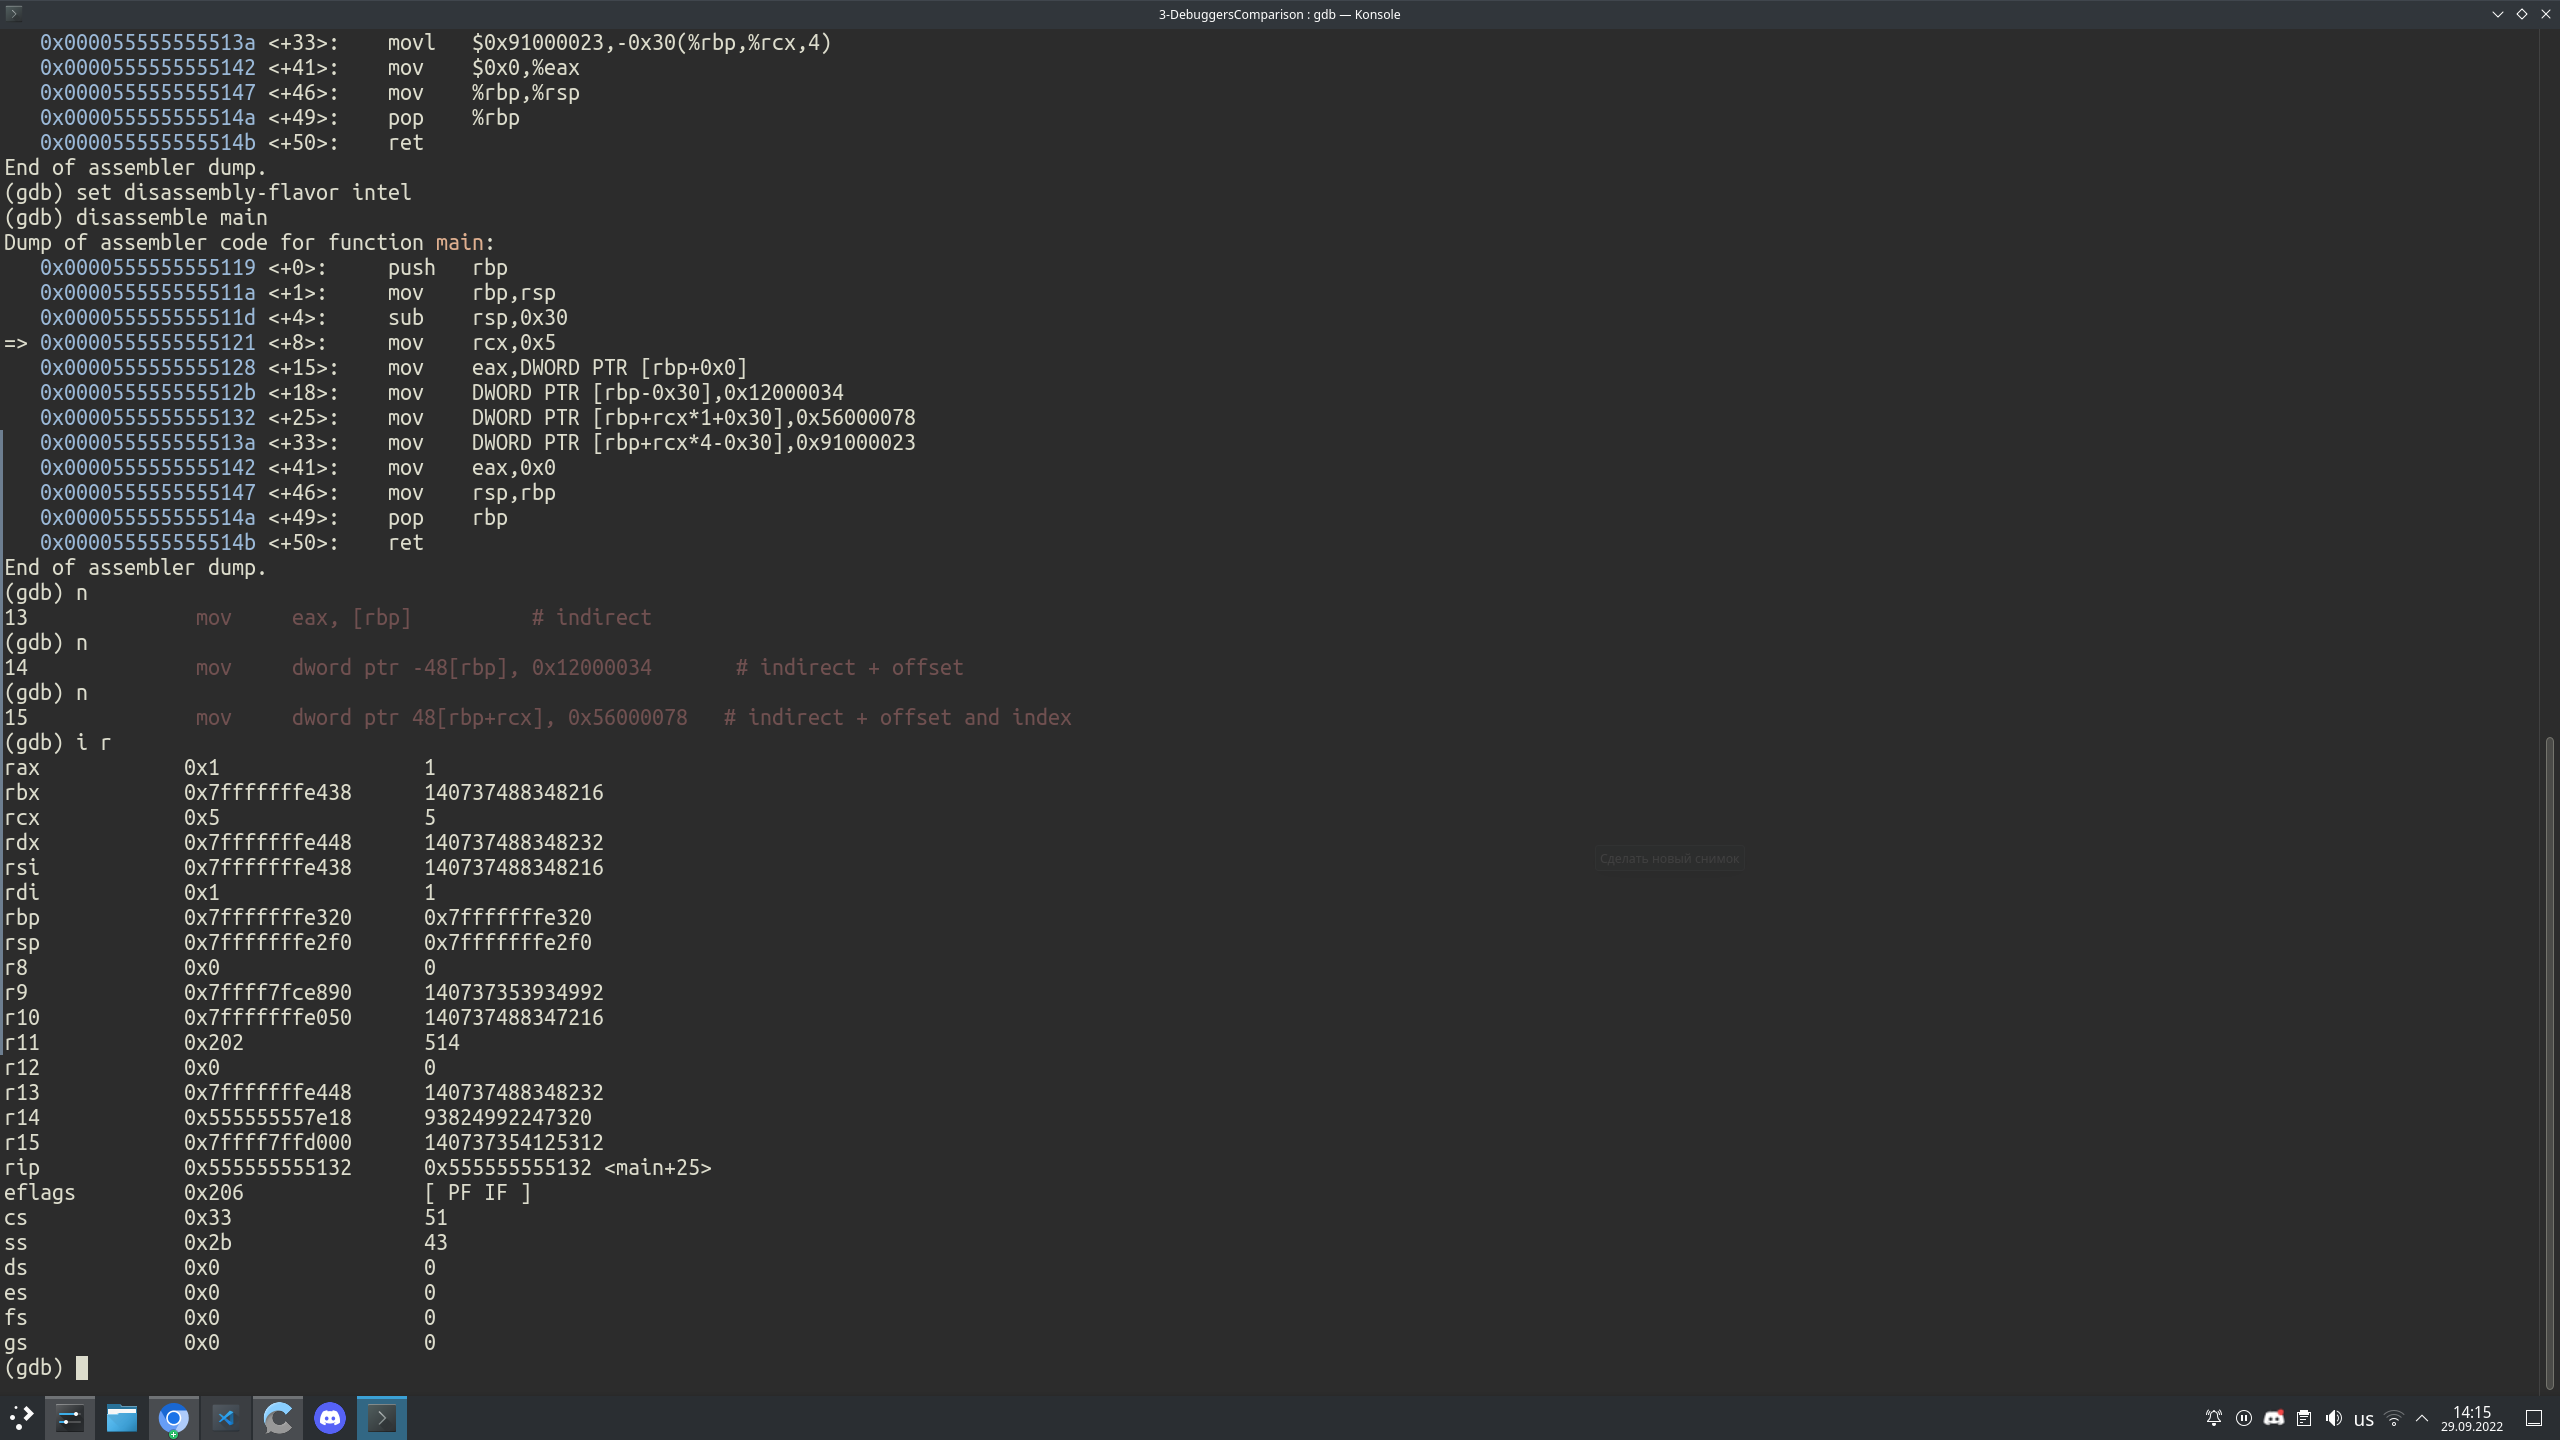 3-DebuggersComparison : gdb — Konsole
0x000055555555513a <+33>: movl $0x91000023,-0x30(%rbp,%rcx,4)
0x0000555555555142 <+41>: mov $0x0,%eax
0x0000555555555147 <+46>: mov %rbp,%rsp
0x000055555555514a <+49>: pop %rbp
0x000055555555514b <+50>: ret
End of assembler dump.
(gdb) set disassembly-flavor intel
(gdb) disassemble main
Dump of assembler code for function main:
0x0000555555555119 <+0>: push rbp
0x000055555555511a <+1>: mov rbp,rsp
0x000055555555511d <+4>: sub rsp,0x30
=> 0x0000555555555121 <+8>: mov rcx,0x5
0x0000555555555128 <+15>: mov eax,DWORD PTR [rbp+0x0]
0x000055555555512b <+18>: mov DWORD PTR [rbp-0x30],0x12000034
0x0000555555555132 <+25>: mov DWORD PTR [rbp+rcx*1+0x30],0x56000078
0x000055555555513a <+33>: mov DWORD PTR [rbp+rcx*4-0x30],0x91000023
0x0000555555555142 <+41>: mov eax,0x0
0x0000555555555147 <+46>: mov rsp,rbp
0x000055555555514a <+49>: pop rbp
0x000055555555514b <+50>: ret
End of assembler dump.
(gdb) n
13 mov eax, [rbp] # indirect
(gdb) n
14 mov dword ptr -48[rbp], 0x12000034 # indirect + offset
(gdb) n
15 mov dword ptr 48[rbp+rcx], 0x56000078 # indirect + offset and index
(gdb) i r
rax 0x1 1
rbx 0x7fffffffe438 140737488348216
rcx 0x5 5
rdx 0x7fffffffe448 140737488348232
Сделать новый снимок
rsi 0x7fffffffe438 140737488348216
rdi 0x1 1
rbp 0x7fffffffe320 0x7fffffffe320
rsp 0x7fffffffe2f0 0x7fffffffe2f0
r8 0x0 0
r9 0x7ffff7fce890 140737353934992
r10 0x7fffffffe050 140737488347216
r11 0x202 514
r12 0x0 0
r13 0x7fffffffe448 140737488348232
r14 0x555555557e18 93824992247320
r15 0x7ffff7ffd000 140737354125312
rip 0x555555555132 0x555555555132 <main+25>
eflags 0x206 [ PF IF ]
cs 0x33 51
ss 0x2b 43
ds 0x0 0
es 0x0 0
fs 0x0 0
gs 0x0 0
(gdb)
us
14:15
29.09.2022